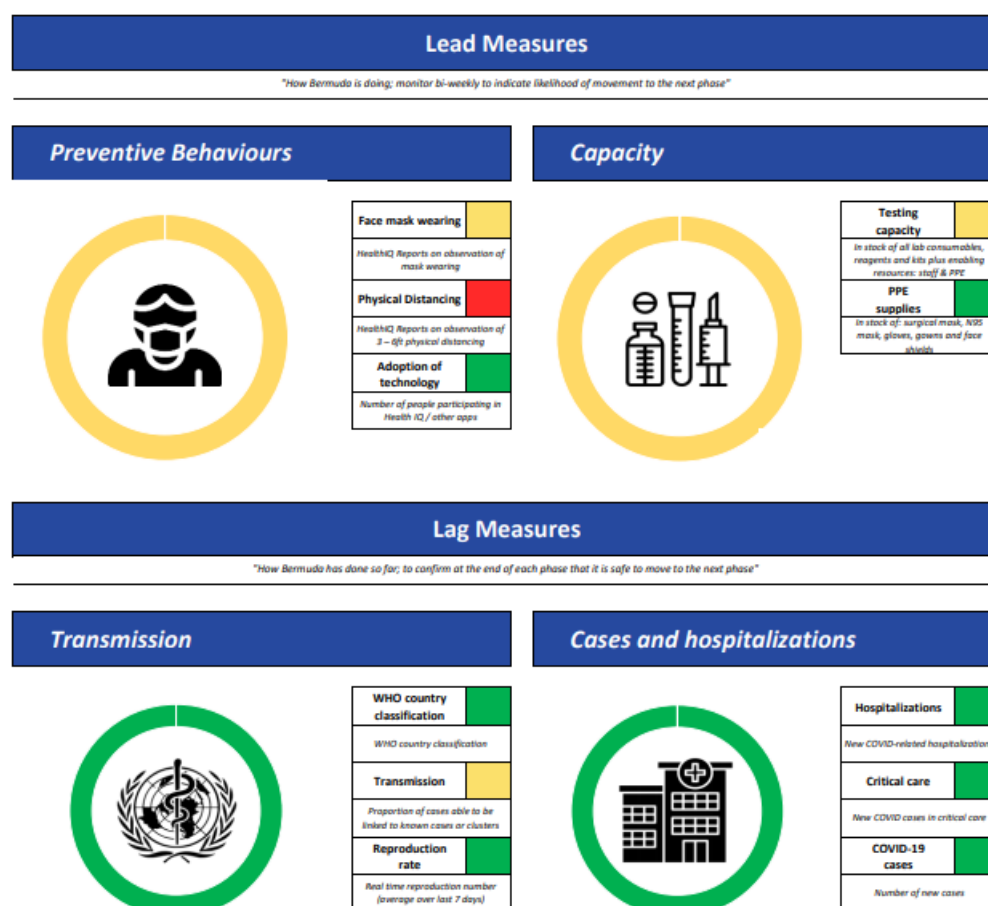 Lead Measures
"How Bermuda is doing; monitor bi-weekly to indicate likelihood of movement to the next phase"
Preventive Behaviours
Face mask wearing
HealthIQ Reports on observation of
mask wearing
Physical Distancing
HealthIQ Reports on observation of
3 – 6ft physical distancing
Adoption of
technology
Number of people participating in
Health IQ / other apps
Capacity
Testing
capacity
In stock of all lab consumables,
reagents and kits plus enabling
resources: staff & PPE
PPE
supplies
In stock of: surgical mask, N95
mask, gloves, gowns and face
shields
Lag Measures
"How Bermuda has done so far; to confirm at the end of each phase that it is safe to move to the next phase"
Transmission
WHO country
classification
WHO country classification
Transmission
Proportion of cases able to be
linked to known cases or clusters
Reproduction
rate
Real time reproduction number
(average over last 7 days)
Cases and hospitalizations
Hospitalizations
New COVID-related hospitalization
Critical care
New COVID cases in critical care
COVID-19
cases
Number of new cases